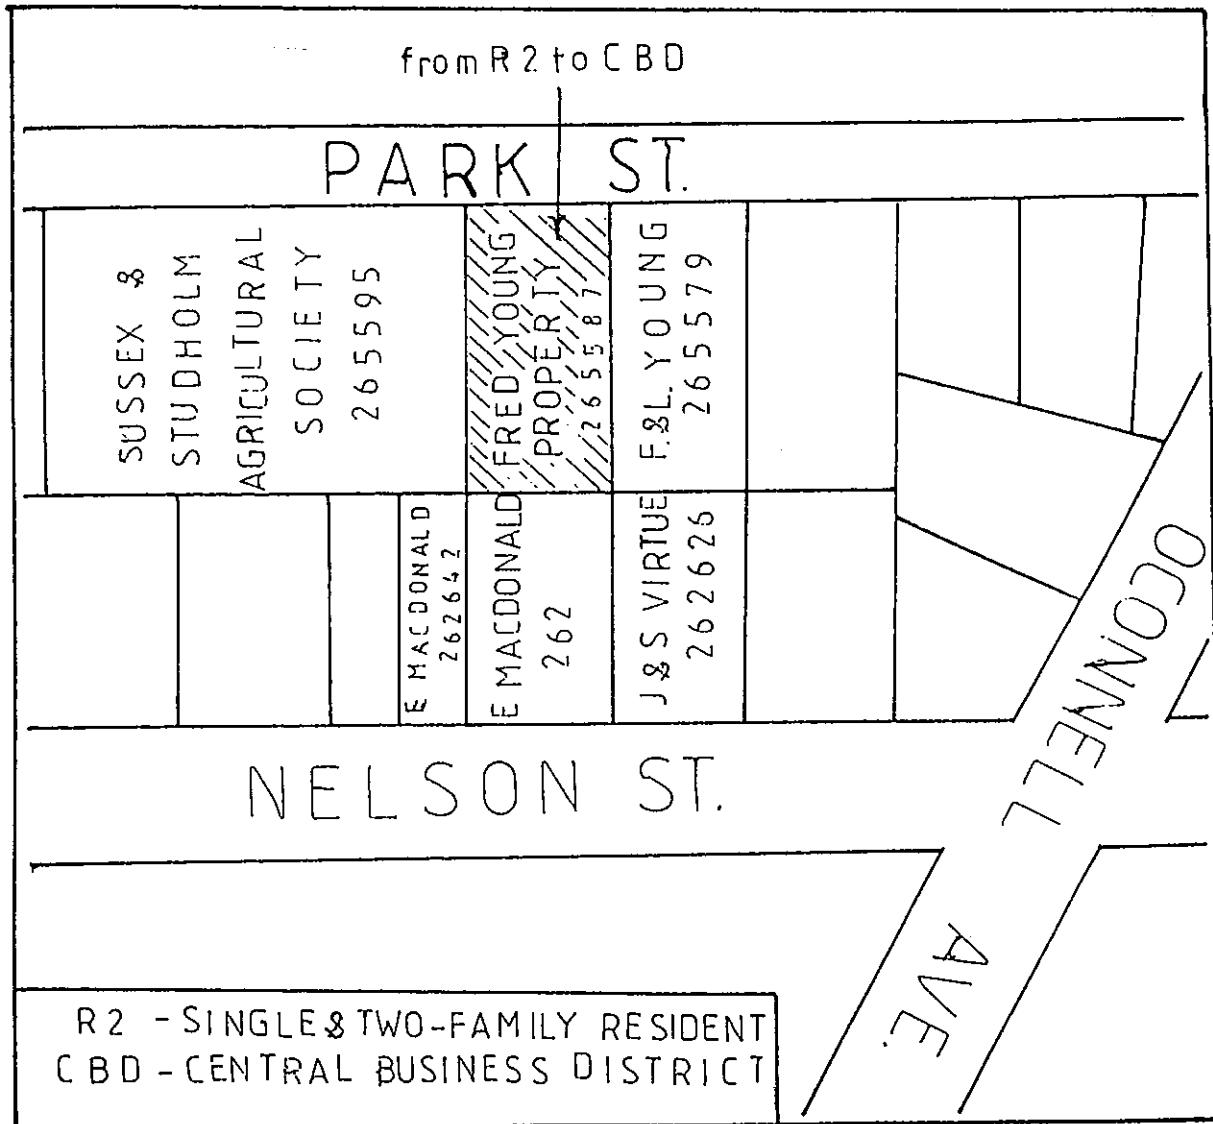 from R2 to CBD
PARK ST.
SUSSEX &
STUDHOLM
AGRICULTURAL
SOCIETY
265595
FRED YOUNG
PROPERTY
265587
F.&L. YOUNG
265579
E MACDONALD
262642
E MACDONALD
262
J&S VIRTUE
262626
NELSON ST.
OCONNELL AVE.
R2 - SINGLE & TWO-FAMILY RESIDENT
CBD - CENTRAL BUSINESS DISTRICT